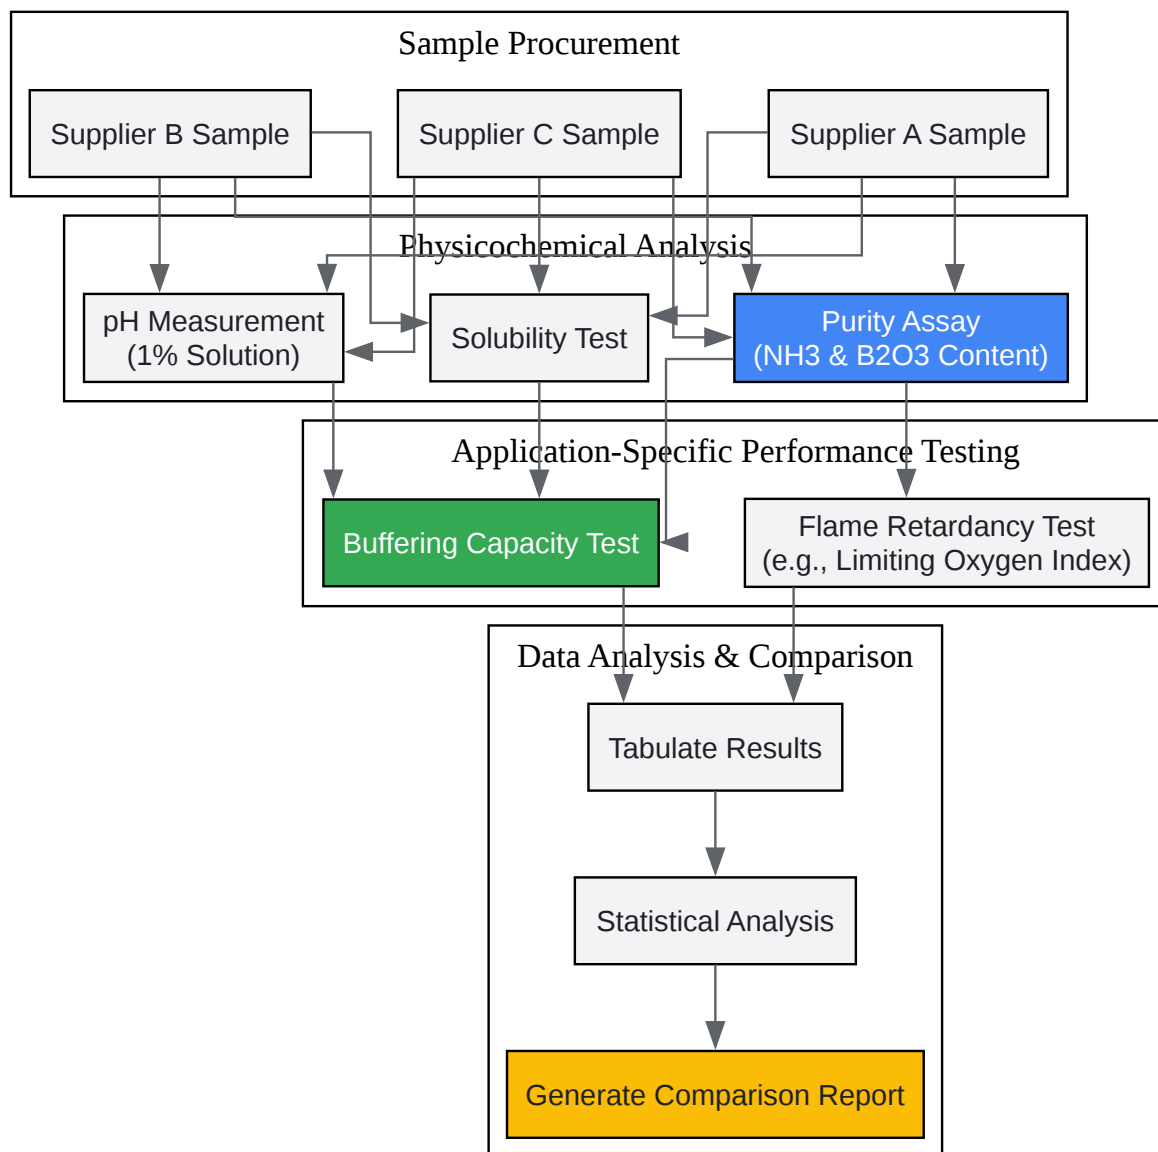 Sample Procurement
Supplier B Sample
Supplier C Sample
Supplier A Sample
Physicochemical Analysis
pH Measurement
(1% Solution)
Solubility Test
Purity Assay
(NH3 & B2O3 Content)
Application-Specific Performance Testing
Buffering Capacity Test
Flame Retardancy Test
(e.g., Limiting Oxygen Index)
Data Analysis & Comparison
Tabulate Results
Statistical Analysis
Generate Comparison Report